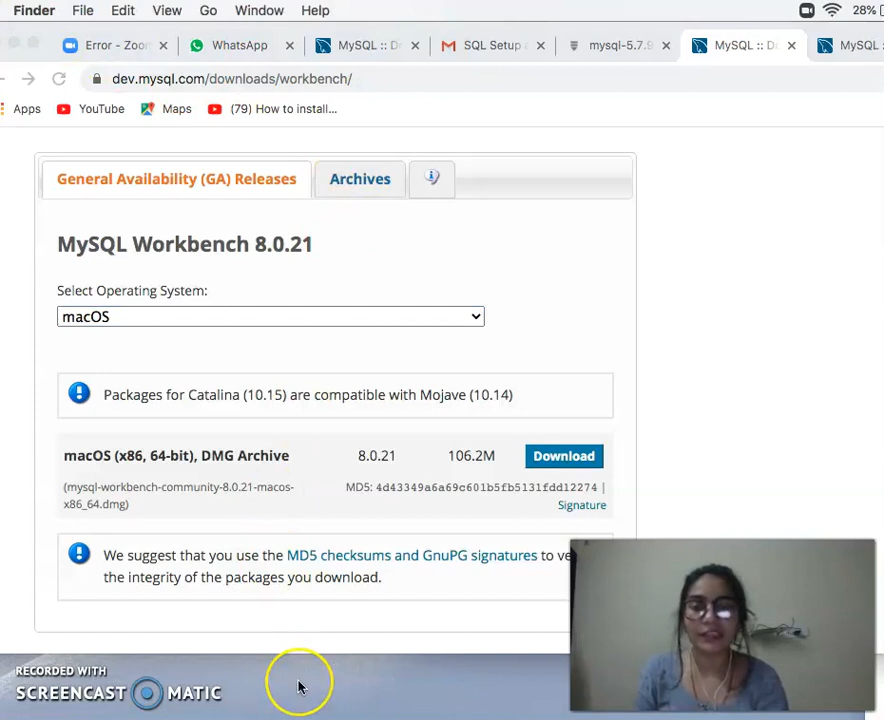 Finder File Edit View Go Window Help 28%
Error - Zoom WhatsApp MySQL :: D SQL Setup mysql-5.7.9 MySQL :: Do MySQL
dev.mysql.com/downloads/workbench/
Apps YouTube Maps (79) How to install...
General Availability (GA) Releases Archives
MySQL Workbench 8.0.21
Select Operating System:
macOS
Packages for Catalina (10.15) are compatible with Mojave (10.14)
macOS (x86, 64-bit), DMG Archive 8.0.21 106.2M Download
(mysql-workbench-community-8.0.21-macos- MD5: 4d43349a6a69c601b5fb5131fdd12274 |
x86_64.dmg) Signature
We suggest that you use the MD5 checksums and GnuPG signatures to ve
the integrity of the packages you download.
RECORDED WITH
SCREENCAST MATIC